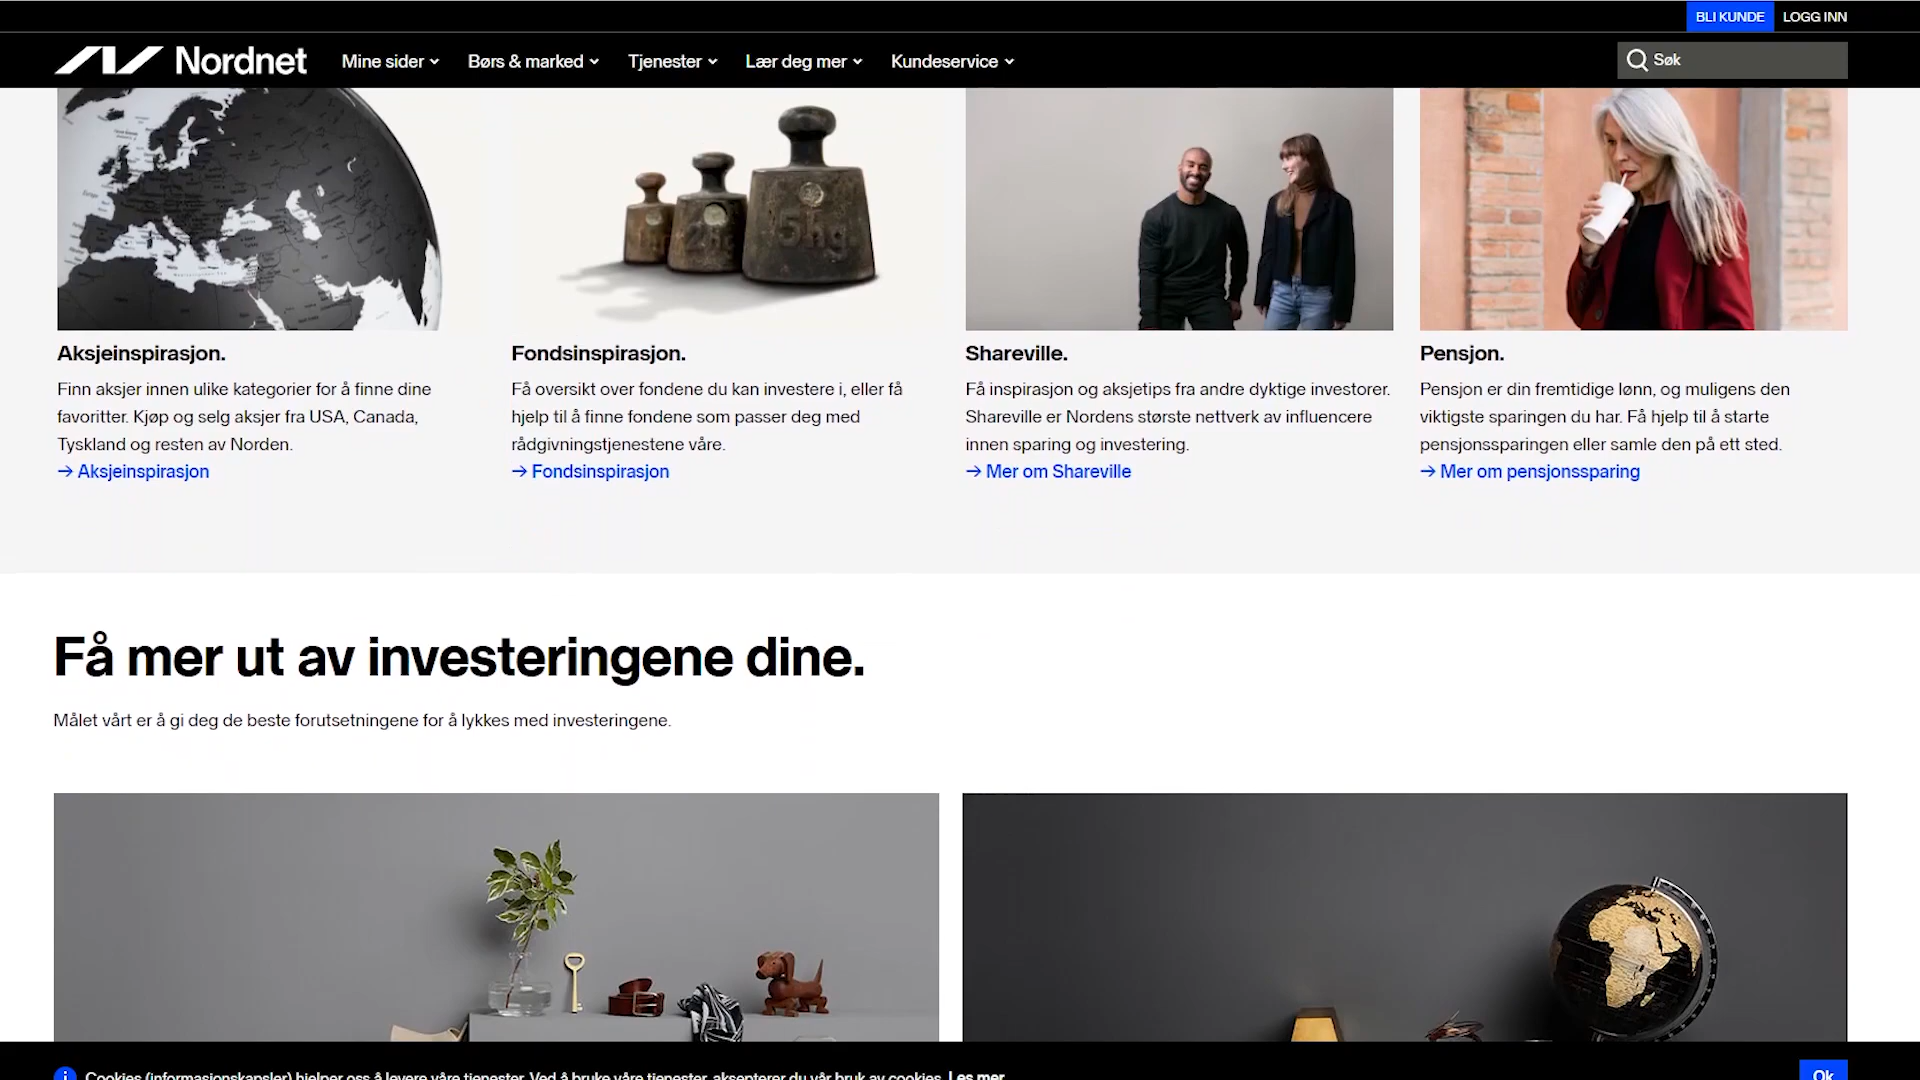 BLI KUNDE LOGG INN
Nordnet Mine sider Børs & marked Tjenester Lær deg mer Kundeservice Søk
Aksjeinspirasjon.
Finn aksjer innen ulike kategorier for å finne dine
favoritter. Kjøp og selg aksjer fra USA, Canada,
Tyskland og resten av Norden.
→ Aksjeinspirasjon
Fondsinspirasjon.
Få oversikt over fondene du kan investere i, eller få
hjelp til å finne fondene som passer deg med
rådgivningstjenestene våre.
→ Fondsinspirasjon
Shareville.
Få inspirasjon og aksjetips fra andre dyktige investorer.
Shareville er Nordens største nettverk av influencere
innen sparing og investering.
→ Mer om Shareville
Pensjon.
Pensjon er din fremtidige lønn, og muligens den
viktigste sparingen du har. Få hjelp til å starte
pensjonssparingen eller samle den på ett sted.
→ Mer om pensjonssparing
Få mer ut av investeringene dine.
Målet vårt er å gi deg de beste forutsetningene for å lykkes med investeringene.
Cookies (informasjonskapsler) hjelper oss å levere våre tjenester. Ved å bruke våre tjenester, aksepterer du vår bruk av cookies. Les mer
Ok